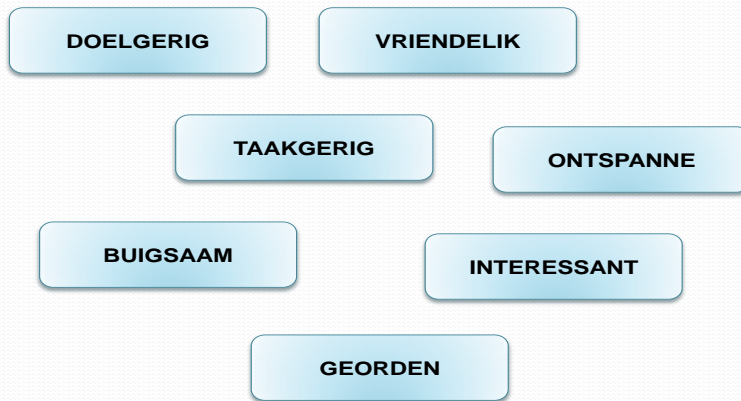 DOELGERIG
VRIENDELIK
TAAKGERIG
ONTSPANNE
BUIGSAAM
INTERESSANT
GEORDEN